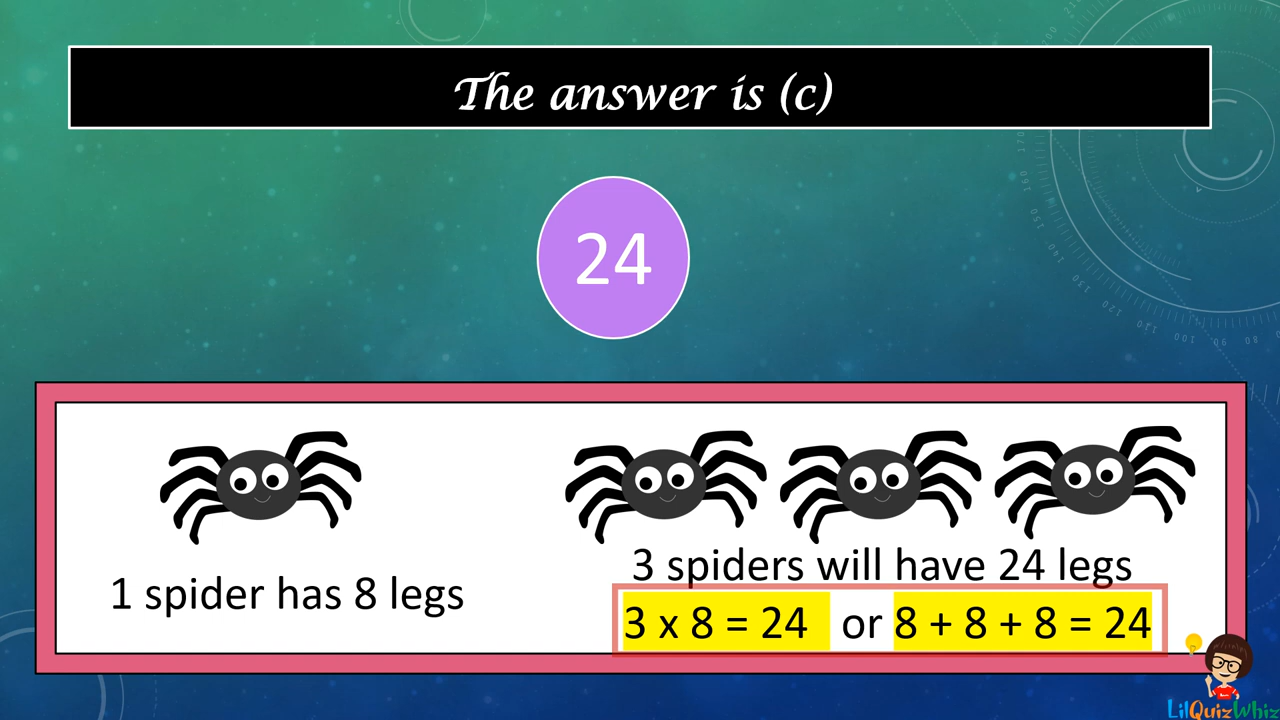 The answer is (c)
24
1 spider has 8 legs
3 spiders will have 24 legs
3 x 8 = 24 or 8 + 8 + 8 = 24
LilQuizWhiz